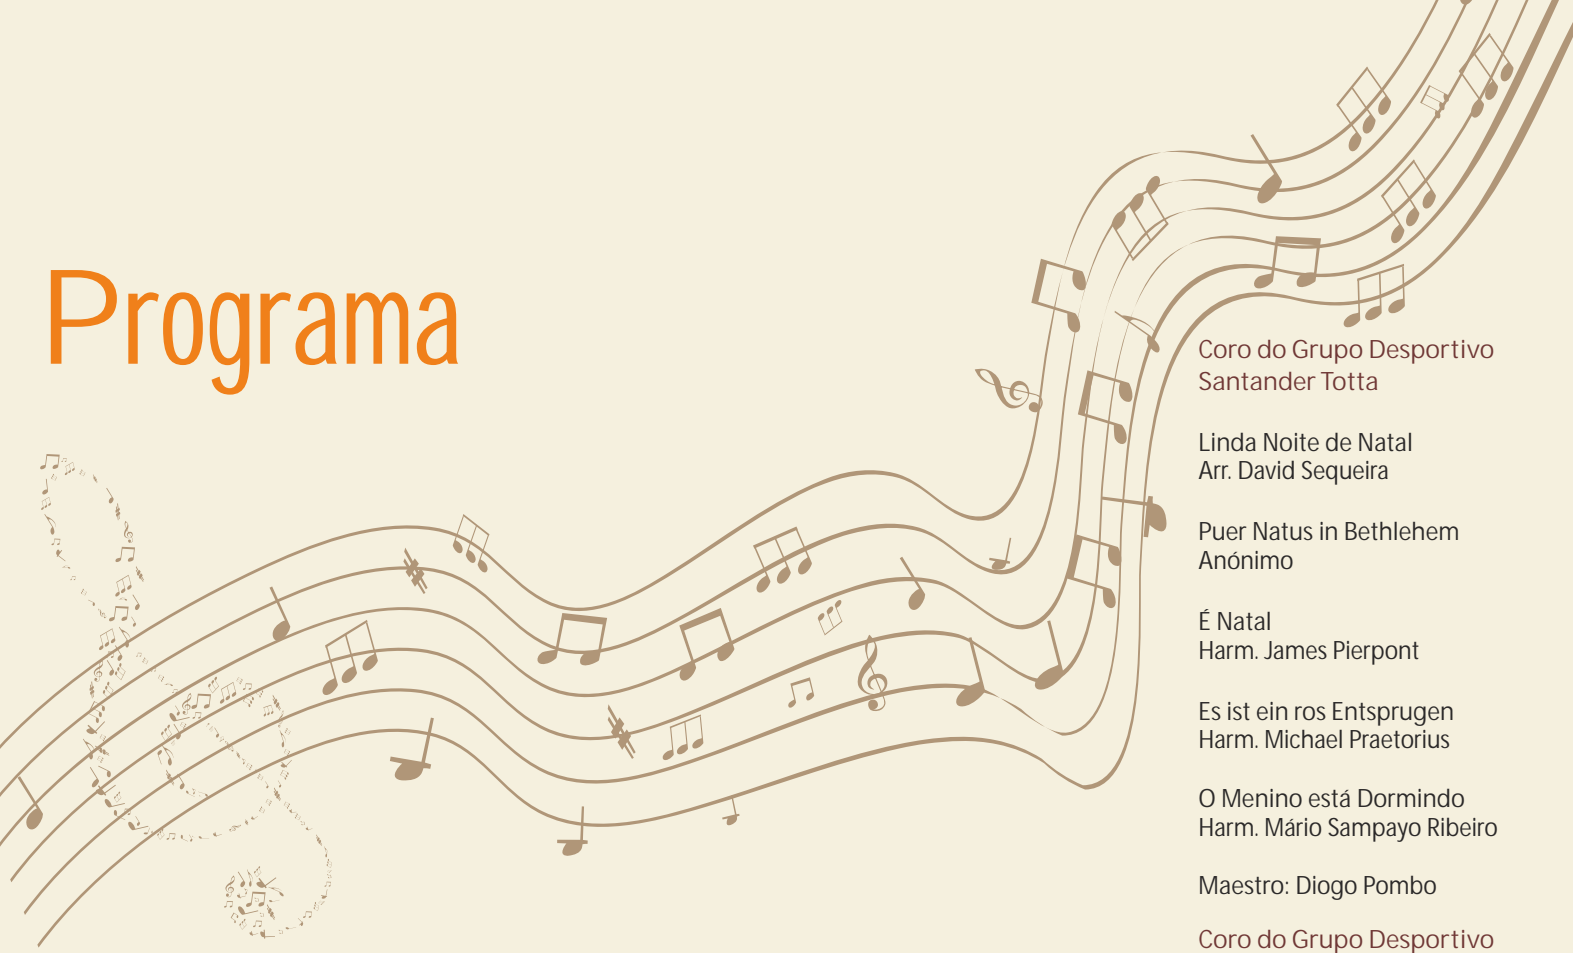 Programa
Coro do Grupo Desportivo
Santander Totta
Linda Noite de Natal
Arr. David Sequeira
Puer Natus in Bethlehem
Anónimo
É Natal
Harm. James Pierpont
Es ist ein ros Entsprugen
Harm. Michael Praetorius
O Menino está Dormindo
Harm. Mário Sampayo Ribeiro
Maestro: Diogo Pombo
Coro do Grupo Desportivo